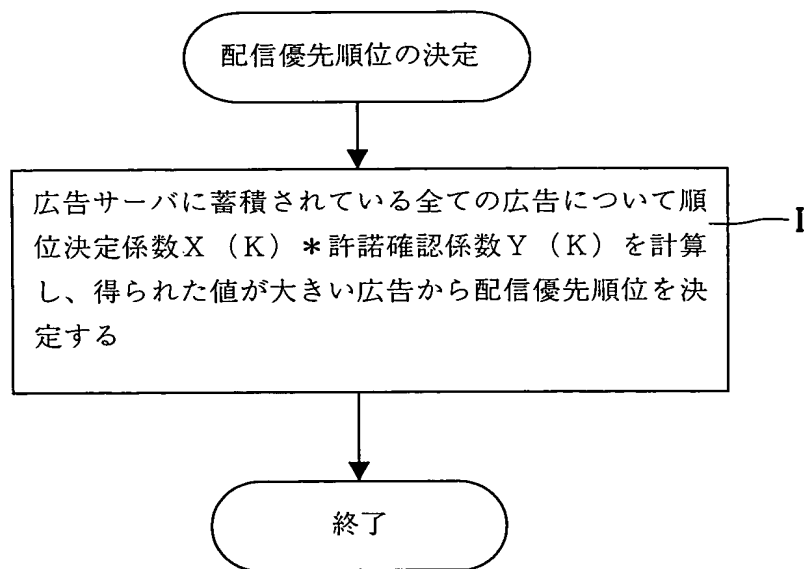 配信優先順位の決定
広告サーバに蓄積されている全ての広告について順
位決定係数X（K）＊許諾確認係数Y（K）を計算
し、得られた値が大きい広告から配信優先順位を決
定する
I
終了